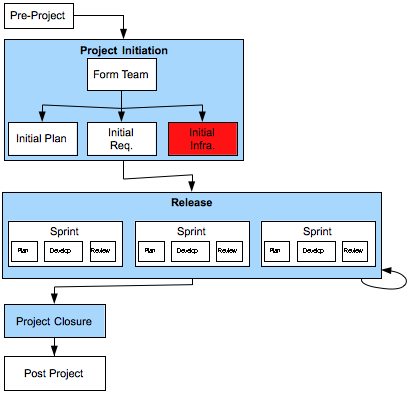 Pre-Project
Project Initiation
Form Team
Initial Plan
Initial
Req.
Initial
Infra.
Release
Sprint
Plan
Develop
Review
Sprint
Plan
Develop
Review
Sprint
Plan
Develop
Review
Project Closure
Post Project